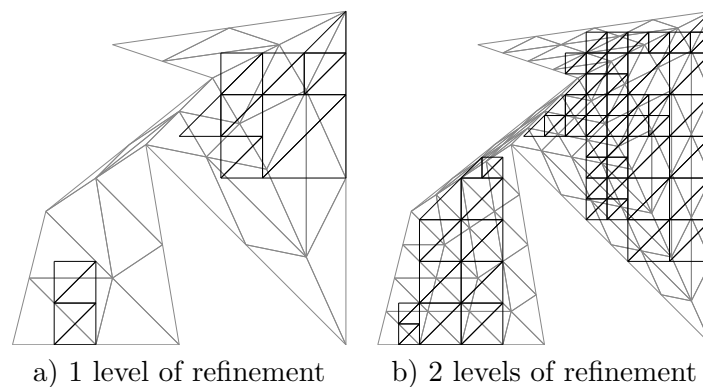 a) 1 level of refinement
b) 2 levels of refinement